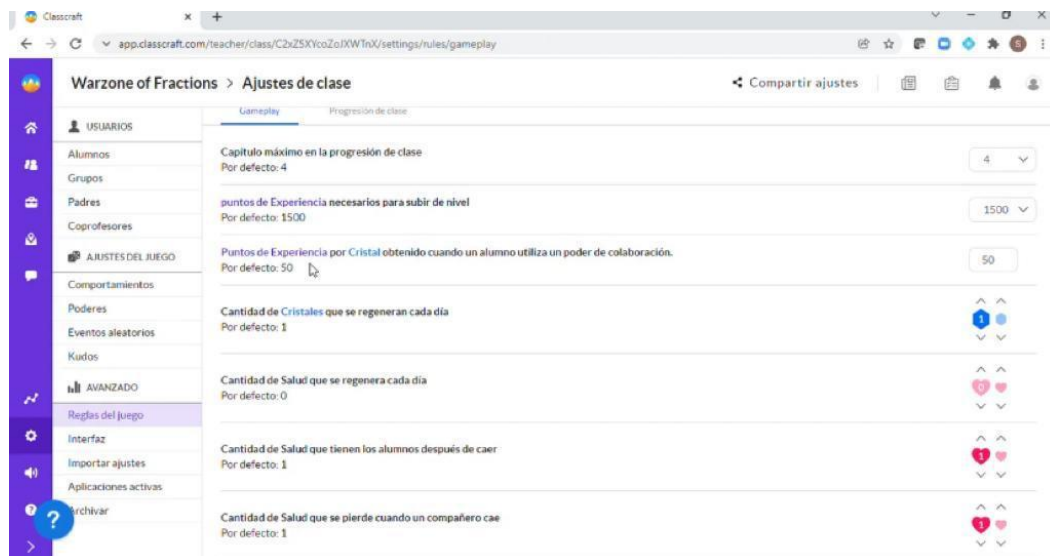 Classcraft
app.classcraft.com/teacher/class/C2xZSXYcoZoJXWTnX/settings/rules/gameplay
S
Warzone of Fractions > Ajustes de clase
Compartir ajustes
Gameplay
Progresión de clase
USUARIOS
Alumnos
Grupos
Padres
Coprofesores
AJUSTES DEL JUEGO
Comportamientos
Poderes
Eventos aleatorios
Kudos
AVANZADO
Reglas del juego
Interfaz
Importar ajustes
Aplicaciones activas
Archivar
?
Capítulo máximo en la progresión de clase
Por defecto: 4
4
puntos de Experiencia necesarios para subir de nivel
Por defecto: 1500
1500
Puntos de Experiencia por Cristal obtenido cuando un alumno utiliza un poder de colaboración.
Por defecto: 50
50
Cantidad de Cristales que se regeneran cada día
Por defecto: 1
1
Cantidad de Salud que se regenera cada día
Por defecto: 0
0
Cantidad de Salud que tienen los alumnos después de caer
Por defecto: 1
1
Cantidad de Salud que se pierde cuando un compañero cae
Por defecto: 1
1